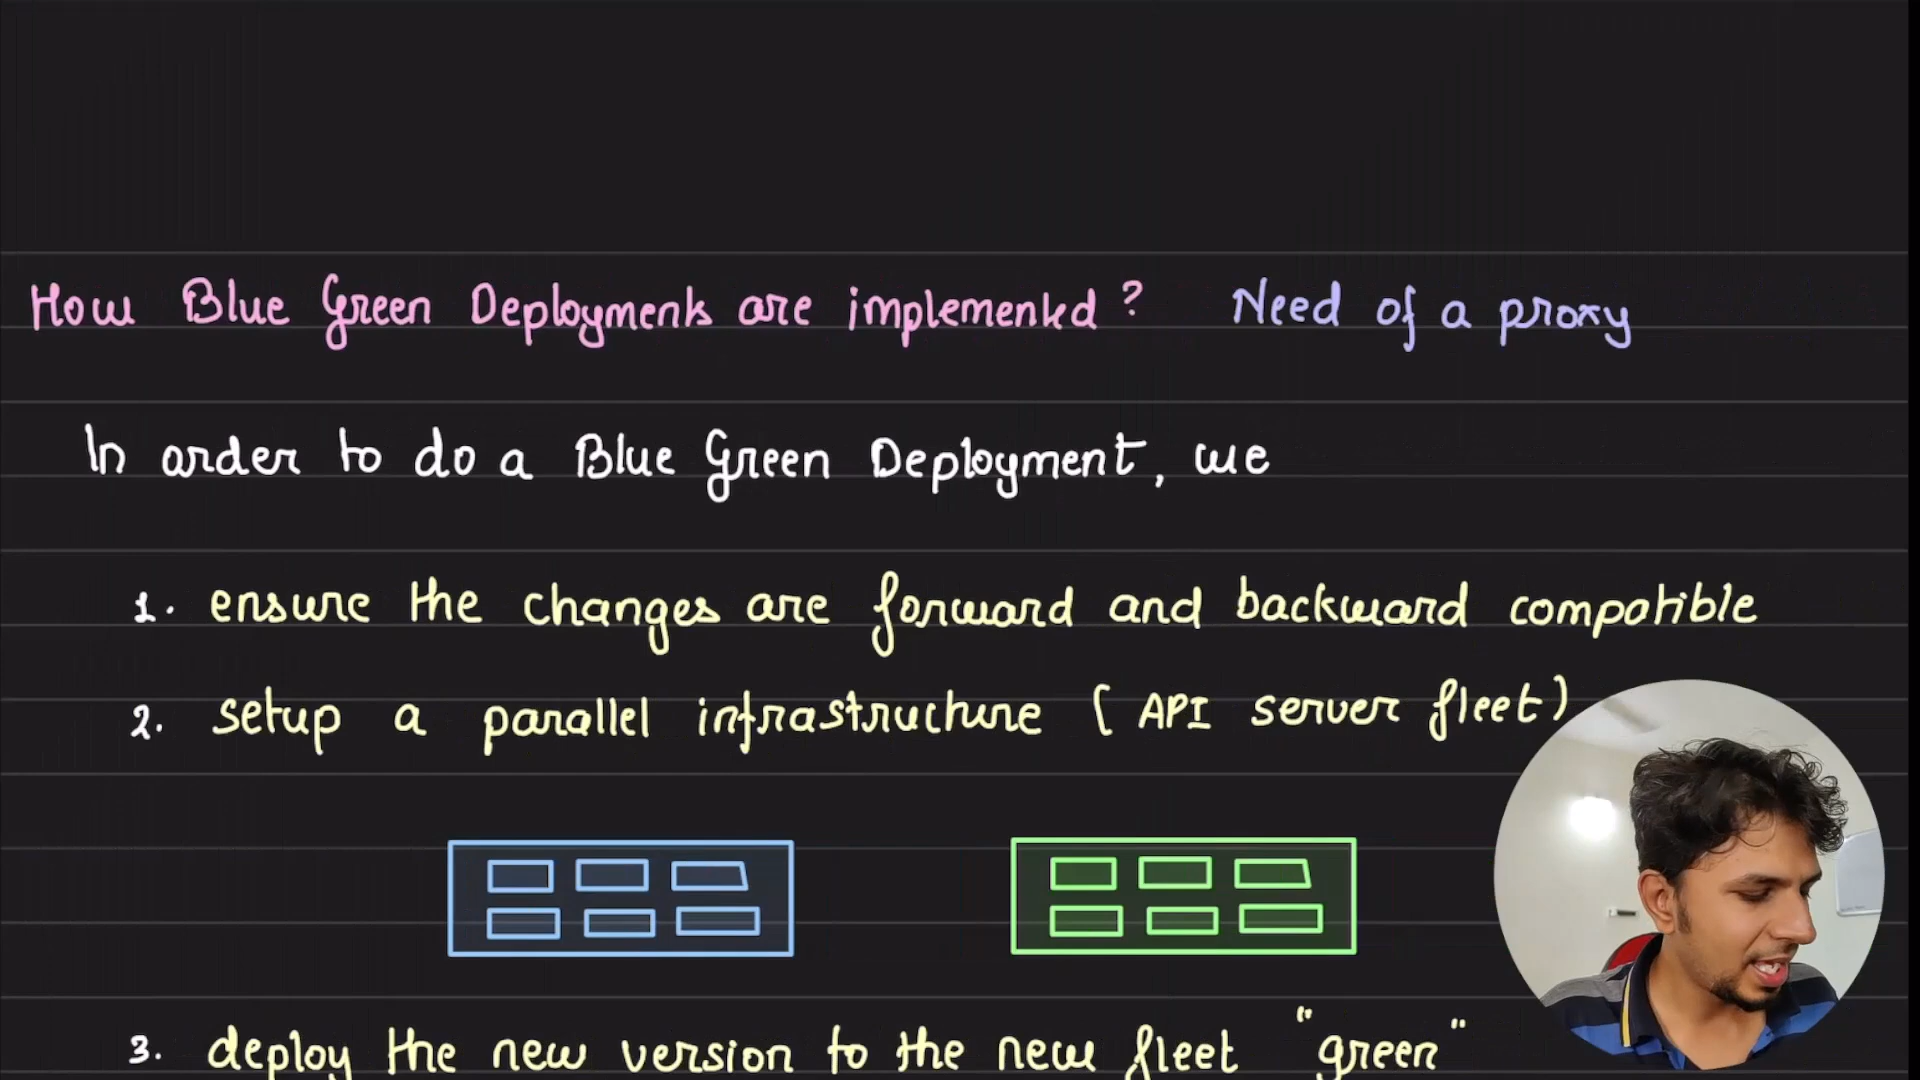 How Blue Green Deployments are implemented? Need of a proxy
In order to do a Blue Green Deployment, we
1. ensure the changes are forward and backward compatible
2. setup a parallel infrastructure ( API server fleet )
3. deploy the new version to the new fleet "green"